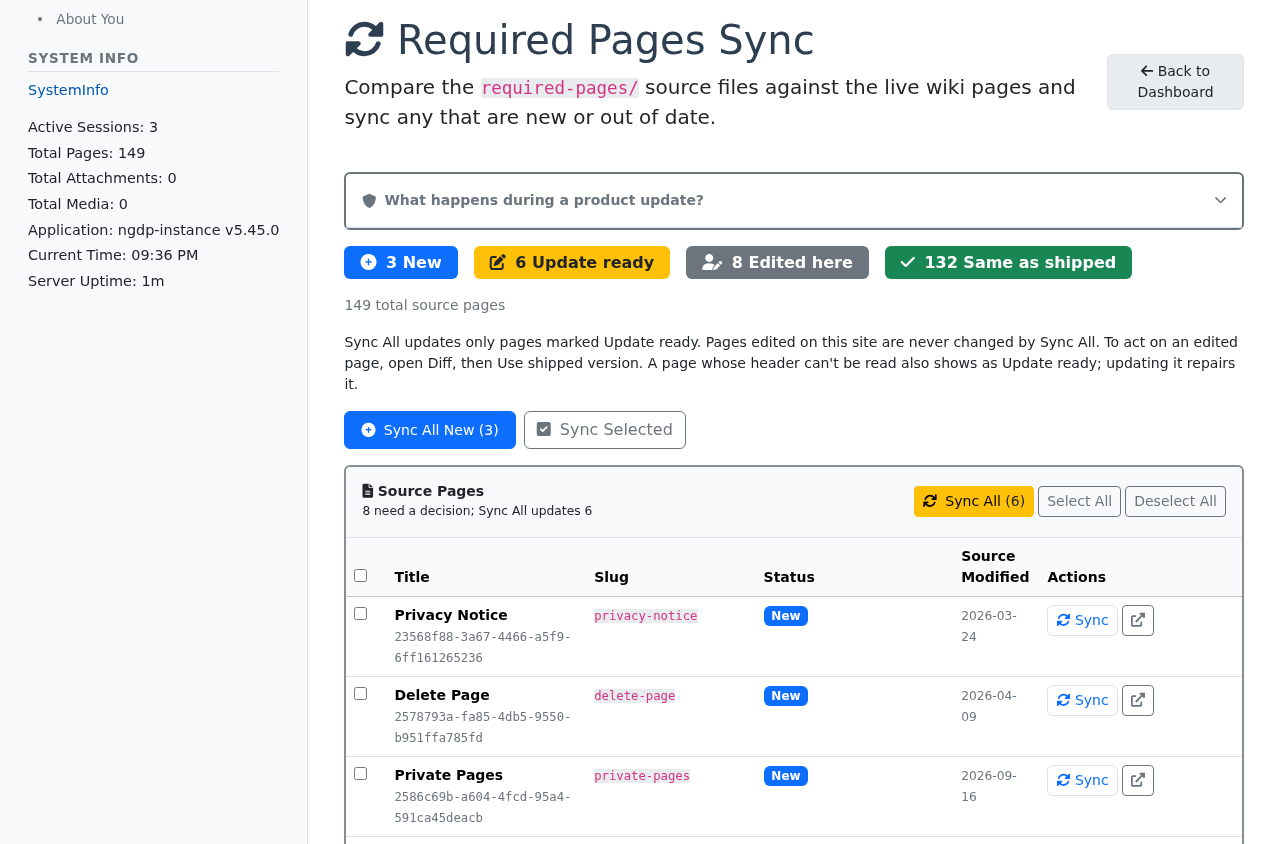 • About You
SYSTEM INFO
SystemInfo
Active Sessions: 3
Total Pages: 149
Total Attachments: 0
Total Media: 0
Application: ngdp-instance v5.45.0
Current Time: 09:36 PM
Server Uptime: 1m
Required Pages Sync
Compare the required-pages/ source files against the live wiki pages and
sync any that are new or out of date.
← Back to
Dashboard
What happens during a product update?
3 New
6 Update ready
8 Edited here
132 Same as shipped
149 total source pages
Sync All updates only pages marked Update ready. Pages edited on this site are never changed by Sync All. To act on an edited
page, open Diff, then Use shipped version. A page whose header can't be read also shows as Update ready; updating it repairs
it.
Sync All New (3)
Sync Selected
Source Pages
8 need a decision; Sync All updates 6
Sync All (6)
Select All
Deselect All
Title
Slug
Status
Source
Modified
Actions
Privacy Notice
23568f88-3a67-4466-a5f9-
6ff161265236
privacy-notice
New
2026-03-
24
Sync
Delete Page
2578793a-fa85-4db5-9550-
b951ffa785fd
delete-page
New
2026-04-
09
Sync
Private Pages
2586c69b-a604-4fcd-95a4-
591ca45deacb
private-pages
New
2026-09-
16
Sync